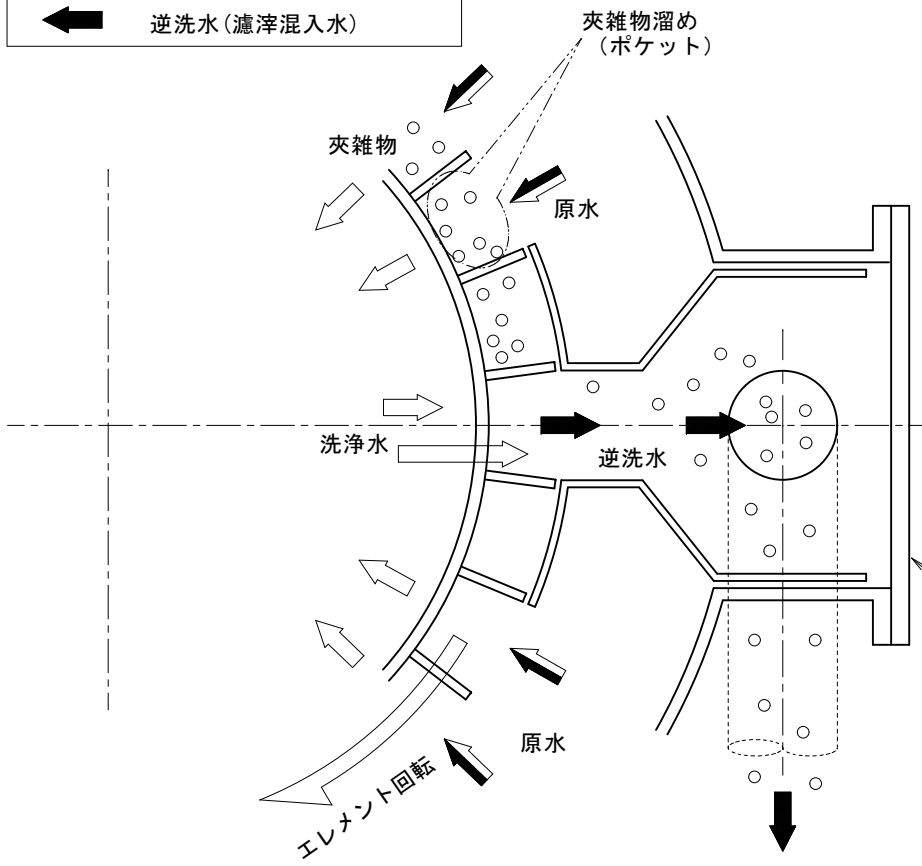 逆洗水(濾滓混入水)
夾雑物溜め
(ポケット)
夾雑物
原水
洗浄水
逆洗水
原水
エレメント回転